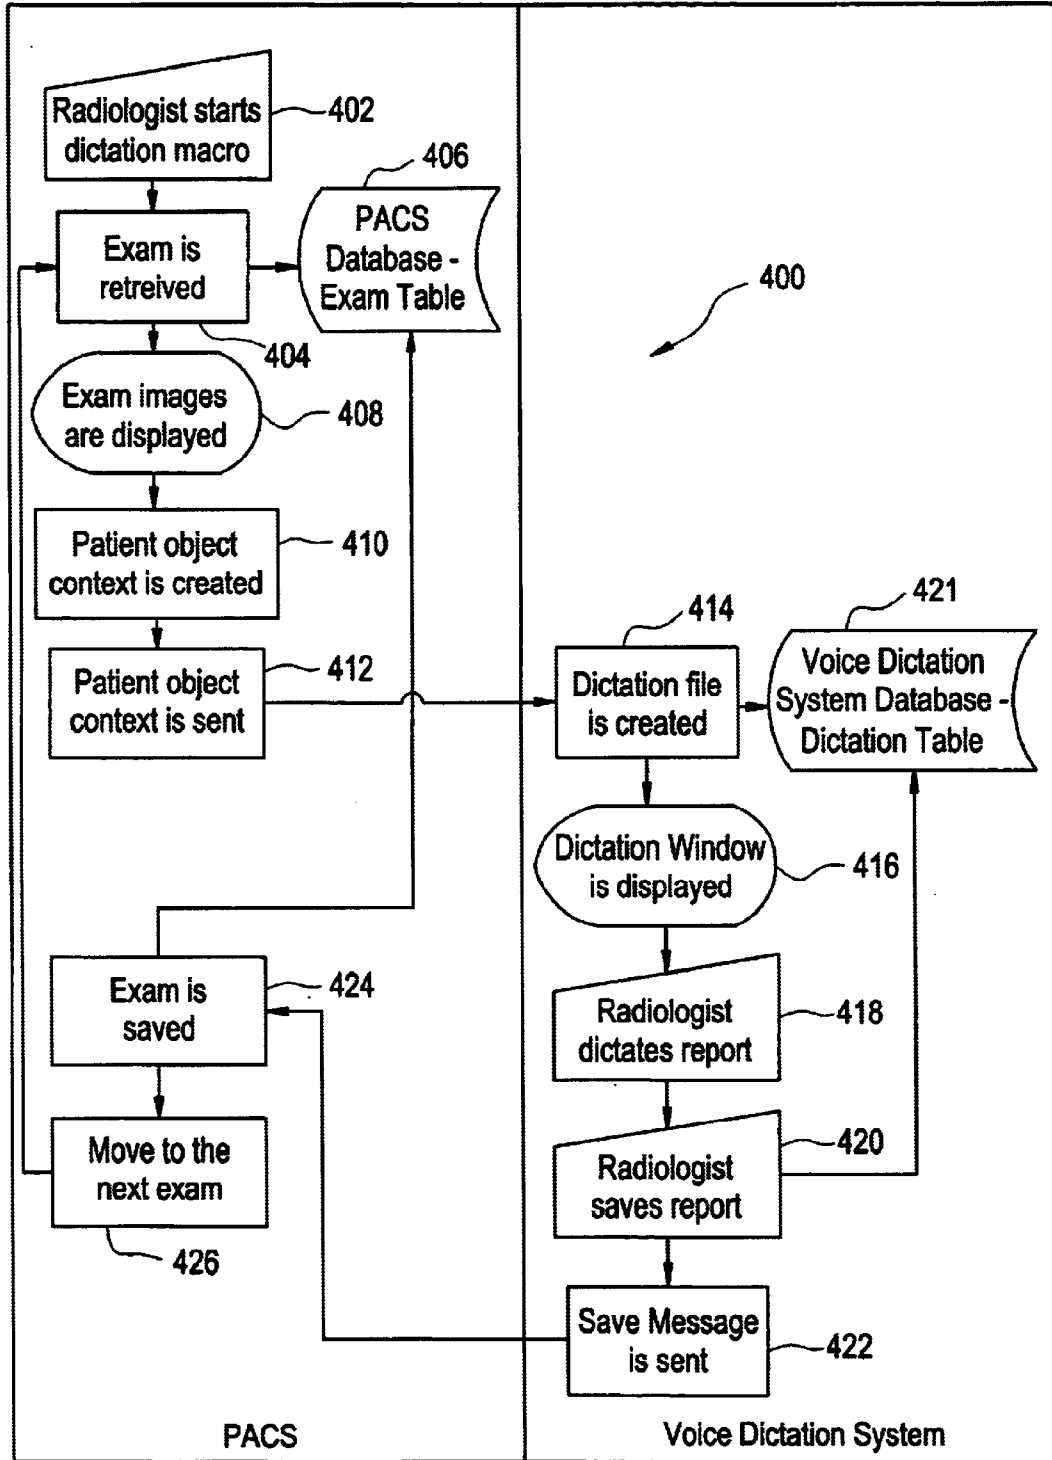 Radiologist starts
dictation macro
402
406
PACS
Database -
Exam Table
Exam is
retreived
404
400
Exam images
are displayed
408
Patient object
context is created
410
Patient object
context is sent
412
414
Dictation file
is created
421
Voice Dictation
System Database -
Dictation Table
Dictation Window
is displayed
416
Radiologist
dictates report
418
Radiologist
saves report
420
Save Message
is sent
422
Exam is
saved
424
Move to the
next exam
426
PACS
Voice Dictation System